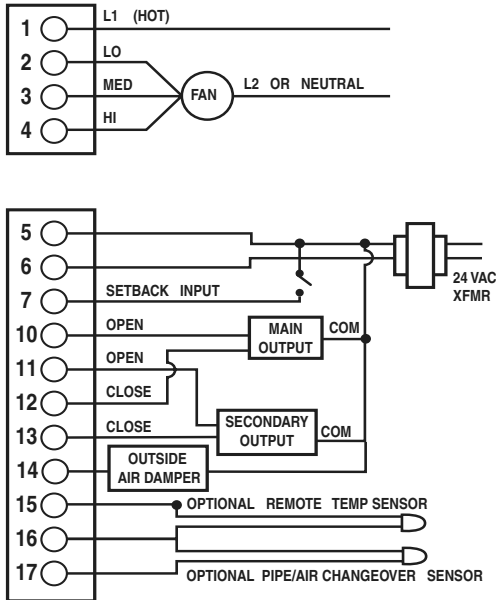 1 L1 (HOT)
2 LO
3 MED FAN L2 OR NEUTRAL
4 HI
5
6
24 VAC
XFMR
7 SETBACK INPUT
10 OPEN MAIN
OUTPUT COM
11 OPEN
12 CLOSE
13 CLOSE SECONDARY
OUTPUT COM
14 OUTSIDE
AIR DAMPER
15 OPTIONAL REMOTE TEMP SENSOR
16
17 OPTIONAL PIPE/AIR CHANGEOVER SENSOR